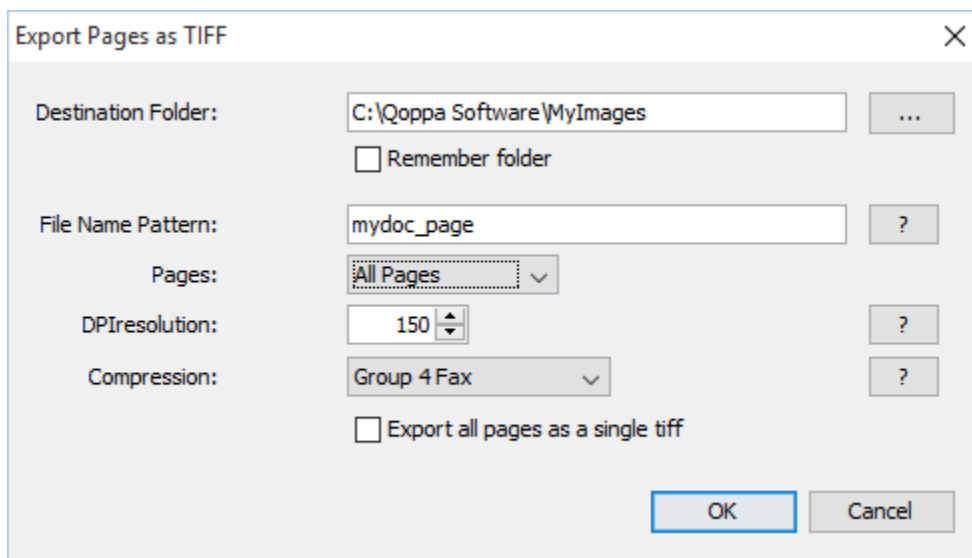 Export Pages as TIFF
Destination Folder: C:\Qoppa Software\MyImages ...
Remember folder
File Name Pattern: mydoc_page ?
Pages: All Pages
DPIresolution: 150 ?
Compression: Group 4 Fax ?
Export all pages as a single tiff
OK Cancel